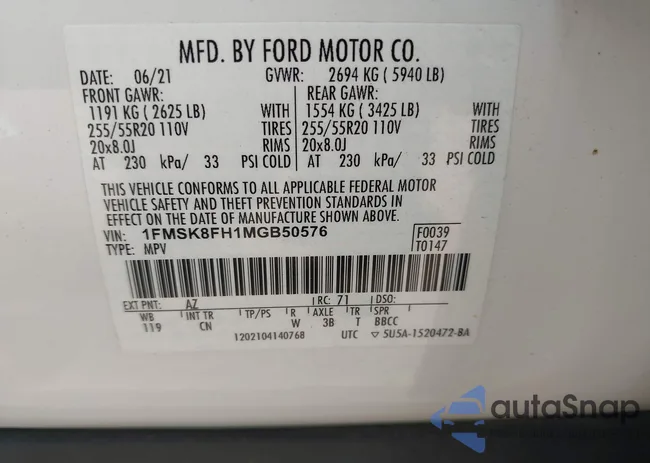 MFD. BY FORD MOTOR CO.
DATE: 06/21 GVWR: 2694 KG ( 5940 LB)
FRONT GAWR: REAR GAWR:
1191 KG ( 2625 LB) WITH 1554 KG ( 3425 LB) WITH
255/55R20 110V TIRES 255/55R20 110V TIRES
20x8.0J RIMS 20x8.0J RIMS
AT 230 kPa/ 33 PSI COLD AT 230 kPa/ 33 PSI COLD
THIS VEHICLE CONFORMS TO ALL APPLICABLE FEDERAL MOTOR
VEHICLE SAFETY AND THEFT PREVENTION STANDARDS IN
EFFECT ON THE DATE OF MANUFACTURE SHOWN ABOVE.
VIN: 1FMSK8FH1MGB50576 F0039
TYPE: MPV T0147
EXT PNT: AZ RC: 71 DSO:
WB INT TR TP/PS R AXLE TR SPR
119 CN W 3B T BBCC
1202104140768 UTC ▽ 5U5A-1520472-BA
autoSnap